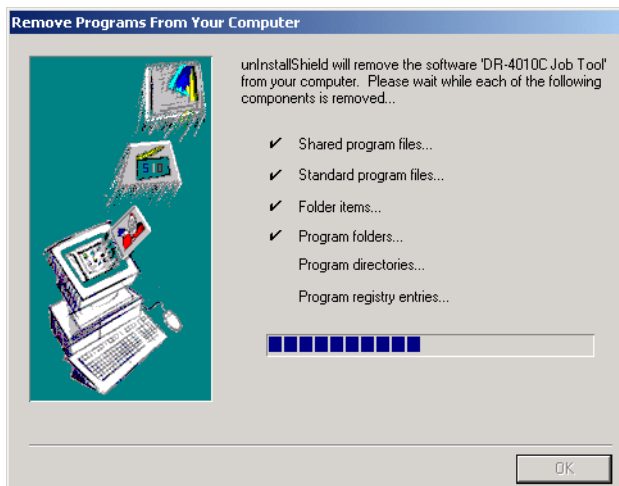 Remove Programs From Your Computer
unInstallShield will remove the software 'DR-4010C Job Tool'
from your computer. Please wait while each of the following
components is removed...
✔ Shared program files...
✔ Standard program files...
✔ Folder items...
✔ Program folders...
Program directories...
Program registry entries...
OK